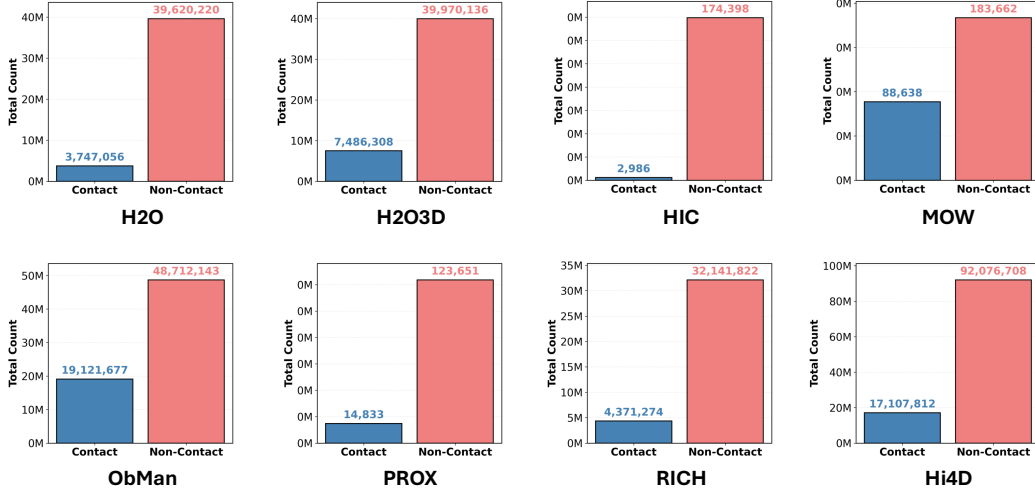 39,620,220
40M
30M
20M
10M
0M
Total Count
3,747,056
Contact
Non-Contact
H2O
39,970,136
40M
30M
20M
10M
0M
Total Count
7,486,308
Contact
Non-Contact
H2O3D
174,398
0M
0M
0M
0M
0M
0M
0M
0M
Total Count
2,986
Contact
Non-Contact
HIC
183,662
0M
0M
0M
0M
0M
Total Count
88,638
Contact
Non-Contact
MOW
48,712,143
50M
40M
30M
20M
10M
0M
Total Count
19,121,677
Contact
Non-Contact
ObMan
123,651
0M
0M
0M
0M
0M
0M
0M
Total Count
14,833
Contact
Non-Contact
PROX
32,141,822
35M
30M
25M
20M
15M
10M
5M
0M
Total Count
4,371,274
Contact
Non-Contact
RICH
92,076,708
100M
80M
60M
40M
20M
0M
Total Count
17,107,812
Contact
Non-Contact
Hi4D